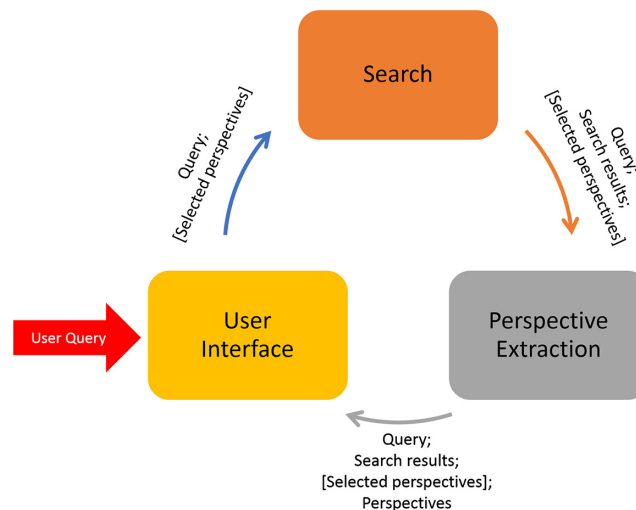 Search
Query;
[Selected perspectives]
Query;
Search results;
[Selected perspectives]
User Query
User
Interface
Perspective
Extraction
Query;
Search results;
[Selected perspectives];
Perspectives